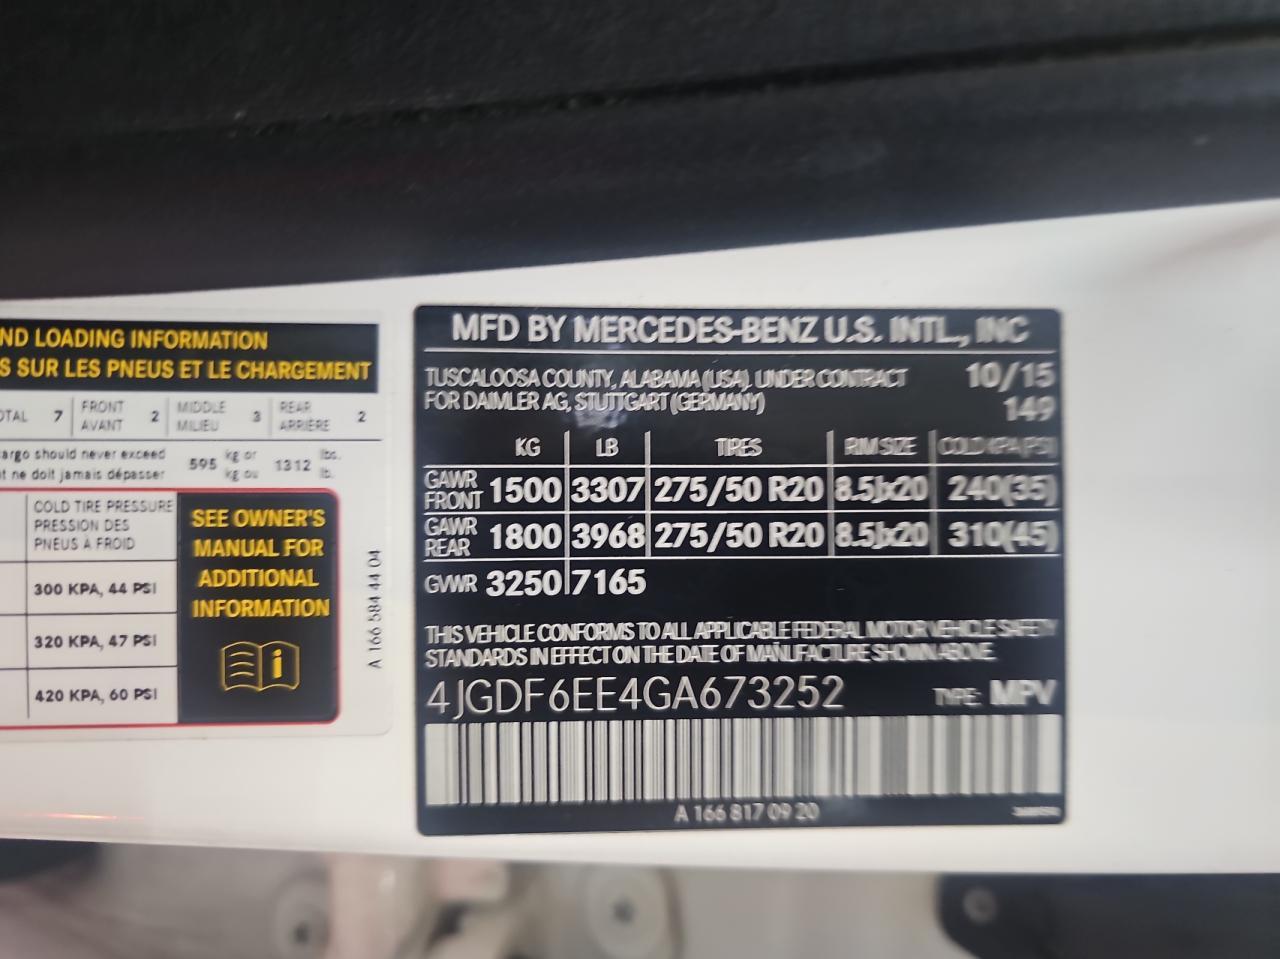 ND LOADING INFORMATION
S SUR LES PNEUS ET LE CHARGEMENT
OTAL 7 FRONT AVANT 2 MIDDLE MILIEU 3 REAR ARRIÈRE 2
argo should never exceed
t ne doit jamais dépasser
595 kg or kg ou 1312 lbs. lb.
COLD TIRE PRESSURE
PRESSION DES
PNEUS À FROID
300 KPA, 44 PSI
320 KPA, 47 PSI
420 KPA, 60 PSI
SEE OWNER'S
MANUAL FOR
ADDITIONAL
INFORMATION
A 166 584 44 04
MFD BY MERCEDES-BENZ U.S. INTL., INC
TUSCALOOSA COUNTY, ALABAMA (USA), UNDER CONTRACT 10/15
FOR DAIMLER AG, STUTTGART (GERMANY) 149
KG LB TIRES RIM SIZE COLD KPA (PSI)
GAWR FRONT 1500 3307 275/50 R20 8.5Jx20 240(35)
GAWR REAR 1800 3968 275/50 R20 8.5Jx20 310(45)
GVWR 3250 7165
THIS VEHICLE CONFORMS TO ALL APPLICABLE FEDERAL MOTOR VEHICLE SAFETY
STANDARDS IN EFFECT ON THE DATE OF MANUFACTURE SHOWN ABOVE.
4JGDF6EE4GA673252 TYPE: MPV
A 166 817 09 20